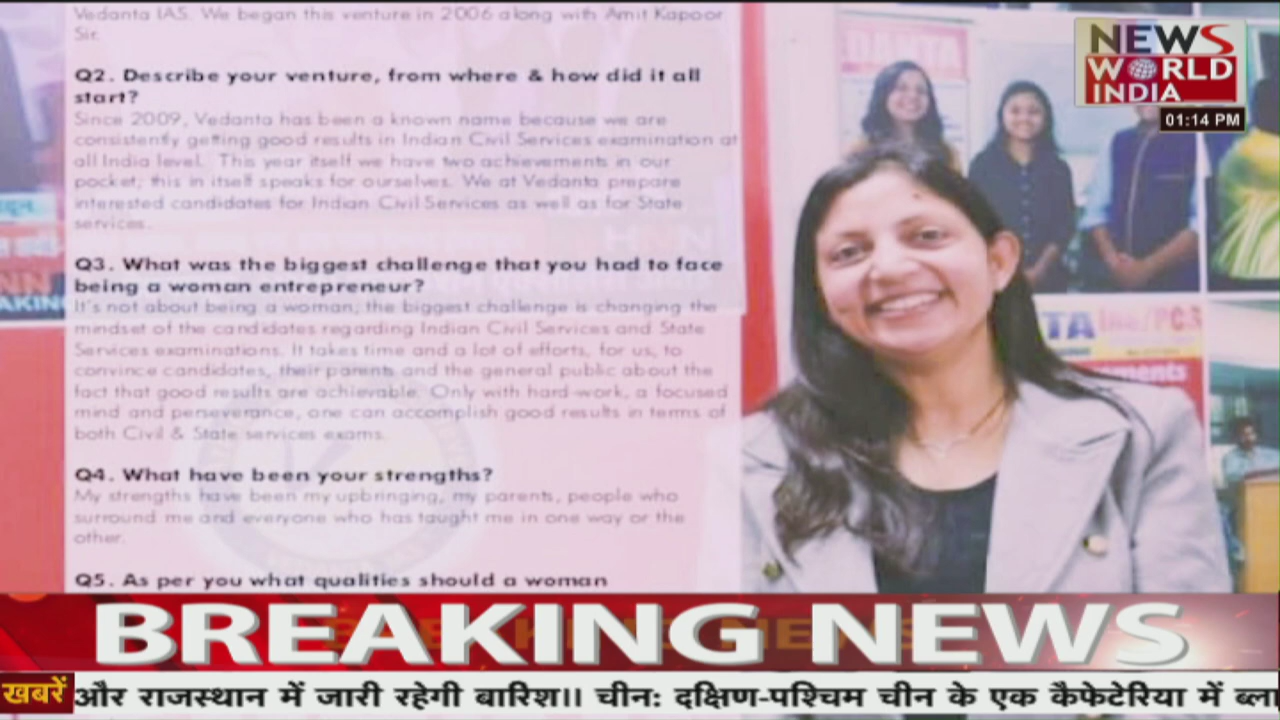 Vedanta IAS. We began this venture in 2006 along with Amit Kapoor
Sir.
Q2. Describe your venture, from where & how did it all
start?
Since 2009, Vedanta has been a known name because we are
consistently getting good results in Indian Civil Services examination at
all India level. This year itself we have two achievements in our
pocket; this in itself speaks for ourselves. We at Vedanta prepare
interested candidates for Indian Civil Services as well as for State
services.
Q3. What was the biggest challenge that you had to face
being a woman entrepreneur?
It's not about being a woman; the biggest challenge is changing the
mindset of the candidates regarding Indian Civil Services and State
Services examinations. It takes time and a lot of efforts, for us, to
convince candidates, their parents and the general public about the
fact that good results are achievable. Only with hard-work, a focused
mind and perseverance, one can accomplish good results in terms of
both Civil & State services exams.
Q4. What have been your strengths?
My strengths have been my upbringing, my parents, people who
surround me and everyone who has taught me in one way or the
other.
Q5. As per you what qualities should a woman
NEWS
WORLD
INDIA
01:14 PM
BREAKING NEWS
खबरें और राजस्थान में जारी रहेगी बारिश।। चीन: दक्षिण-पश्चिम चीन के एक कैफेटेरिया में